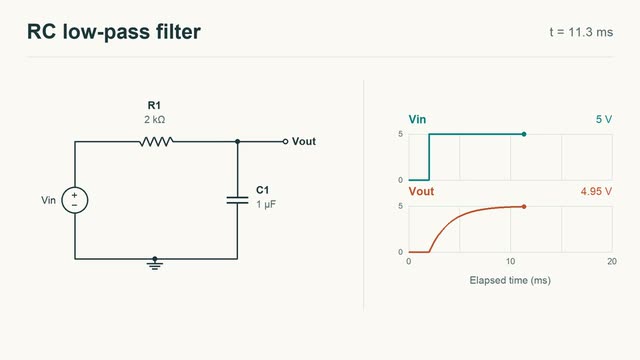 RC low-pass filter
t = 11.3 ms
R1
2 kΩ
Vout
Vin
+
−
C1
1 µF
Vin
5 V
5
0
Vout
4.95 V
5
0
0
10
20
Elapsed time (ms)